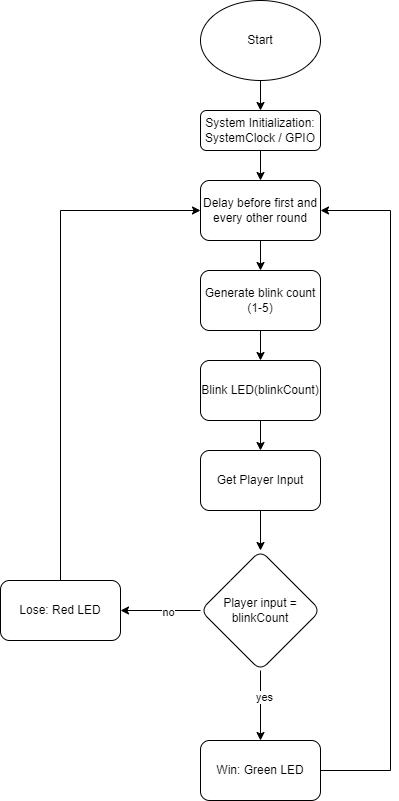 Start
System Initialization:
SystemClock / GPIO
Delay before first and
every other round
Generate blink count
(1-5)
Blink LED(blinkCount)
Get Player Input
Player input =
blinkCount
no
Lose: Red LED
yes
Win: Green LED